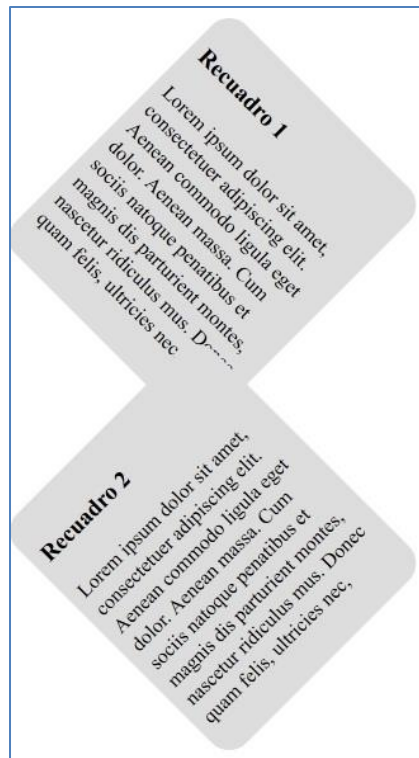 Recuadro 1
Lorem ipsum dolor sit amet,
consectetuer adipiscing elit.
Aenean commodo ligula eget
dolor. Aenean massa. Cum
sociis natoque penatibus et
magnis dis parturient montes,
nascetur ridiculus mus.
quam felis, ultricies nec
Recuadro 2
Lorem ipsum dolor sit amet,
consectetuer adipiscing elit.
Aenean commodo ligula eget
dolor. Aenean massa. Cum
sociis natoque penatibus et
magnis dis parturient montes,
nascetur ridiculus mus. Donec
quam felis, ultricies nec,